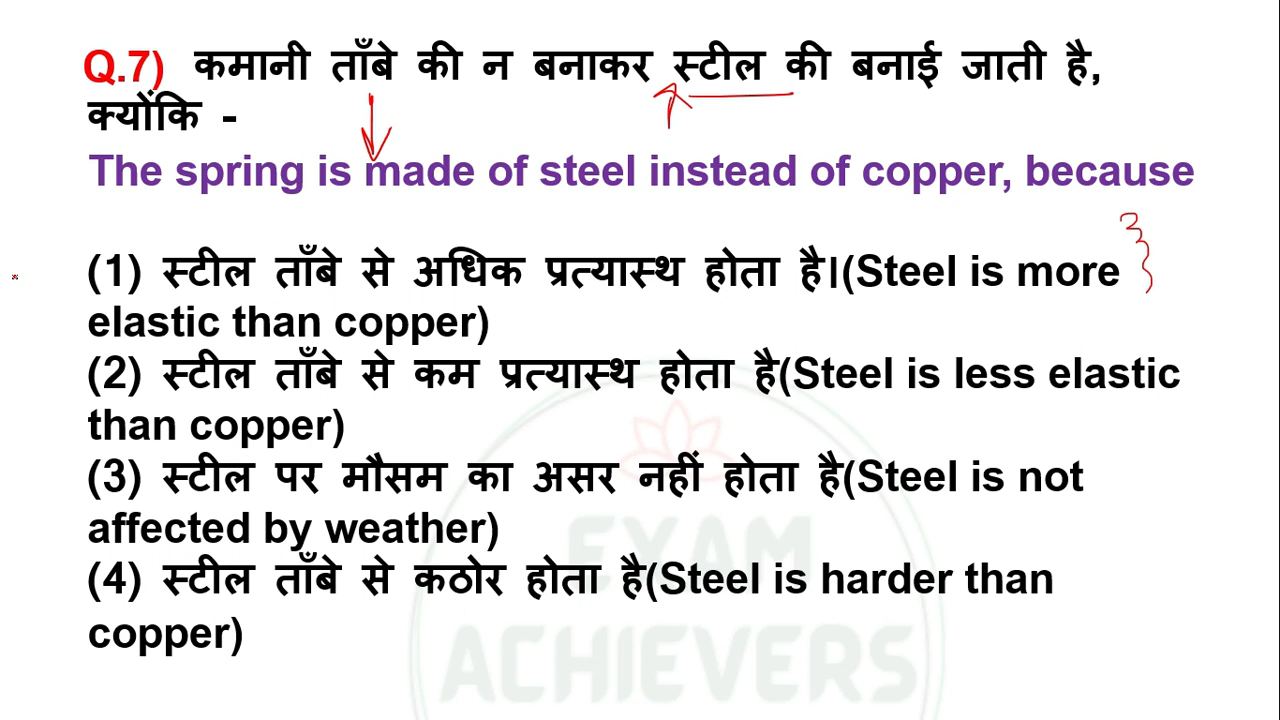 Q.7) कमानी ताँबे की न बनाकर स्टील की बनाई जाती है,
क्योंकि -
The spring is made of steel instead of copper, because
(1) स्टील ताँबे से अधिक प्रत्यास्थ होता है।(Steel is more
elastic than copper)
(2) स्टील ताँबे से कम प्रत्यास्थ होता है(Steel is less elastic
than copper)
(3) स्टील पर मौसम का असर नहीं होता है(Steel is not
affected by weather)
(4) स्टील ताँबे से कठोर होता है(Steel is harder than
copper)
EXAM
ACHIEVERS